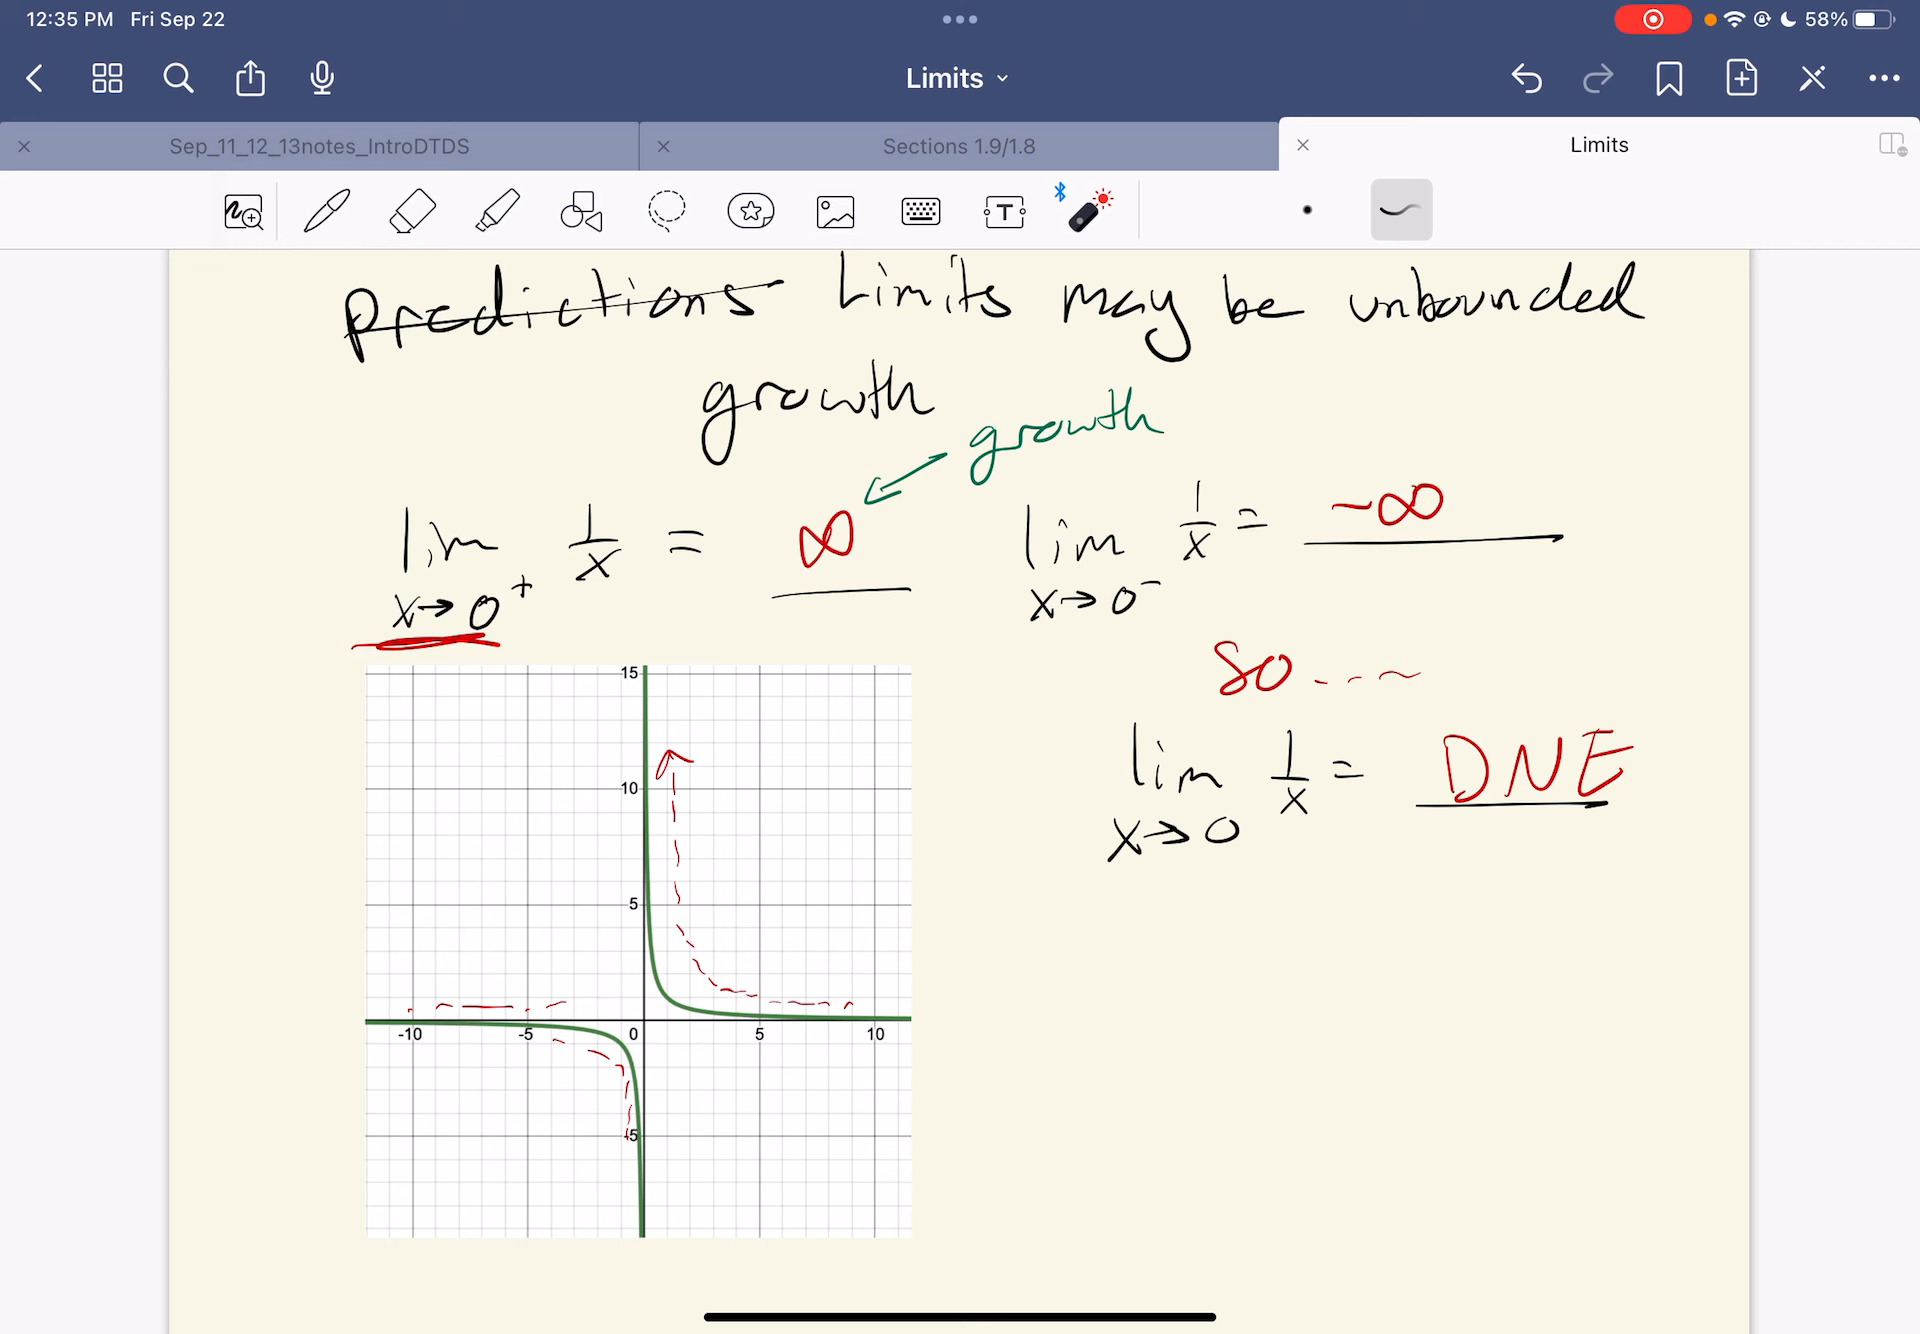 12:35 PM Fri Sep 22
58%
Limits
Sep_11_12_13notes_IntroDTDS
Sections 1.9/1.8
Limits
T
Predictions Limits may be unbounded
growth
growth
lim x→0⁺ 1/x = ∞
lim x→0⁻ 1/x = -∞
so....
lim x→0 1/x = DNE
15
10
5
-10 -5 0 5 10
-5